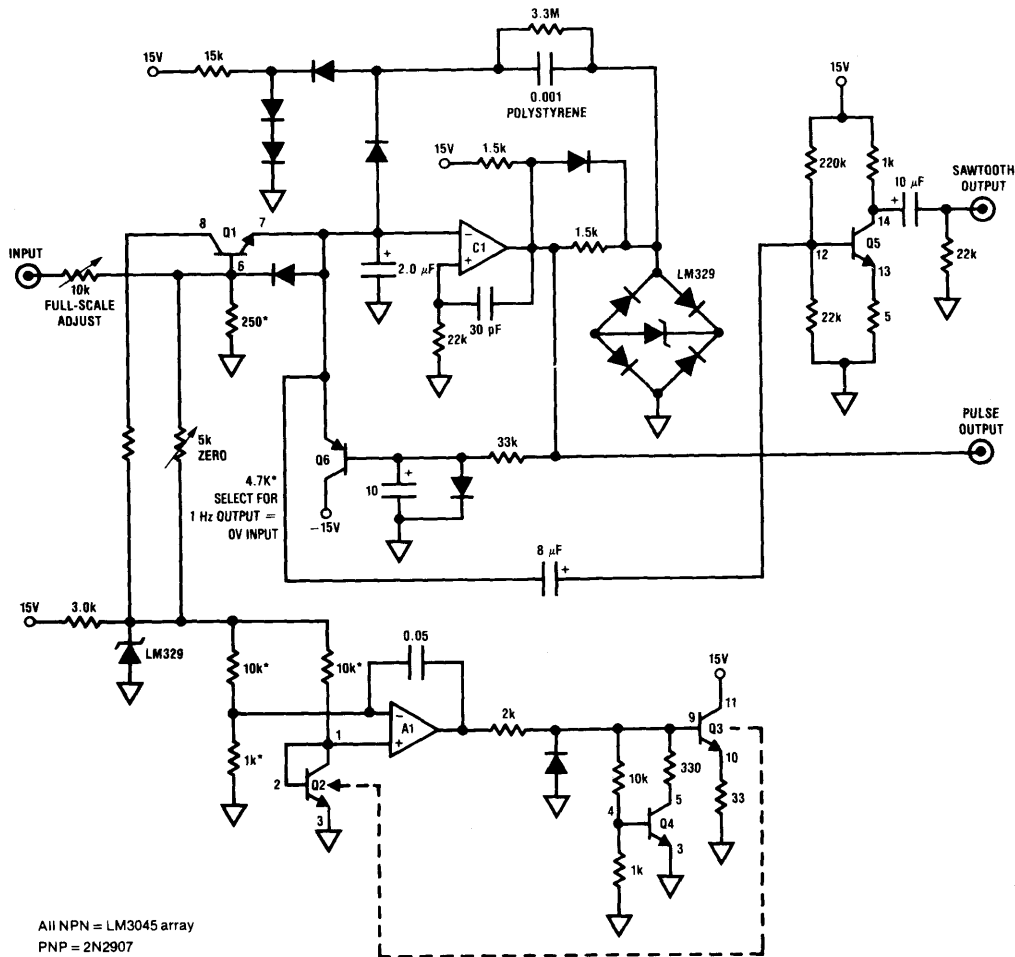 3.3M
15V
15k
0.001
POLYSTYRENE
15V
15V
1.5k
220k
1k
10 μF
SAWTOOTH
OUTPUT
8
Q1
7
+
14
C1
1.5k
Q5
INPUT
6
+
2.0 μF
12
LM329
13
22k
10k
FULL-SCALE
ADJUST
250*
30 pF
22k
22k
5
5k
ZERO
PULSE
OUTPUT
33k
Q6
4.7K*
SELECT FOR
1 Hz OUTPUT =
0V INPUT
10
+
-15V
8 μF
+
15V
3.0k
LM329
0.05
15V
10k*
10k*
11
2k
9
Q3
A1
1
10
1k*
330
10k
2
Q2
5
33
4
Q4
3
3
1k
All NPN = LM3045 array
PNP = 2N2907